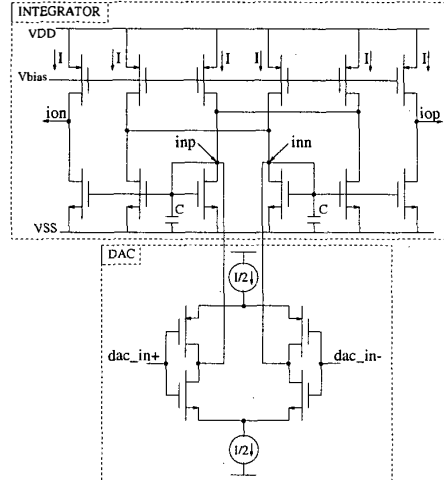 INTEGRATOR
VDD
I I I I I I
Vbias
ion iop
inp inn
C C
VSS
DAC
I/2↓
dac_in+ dac_in-
I/2↓